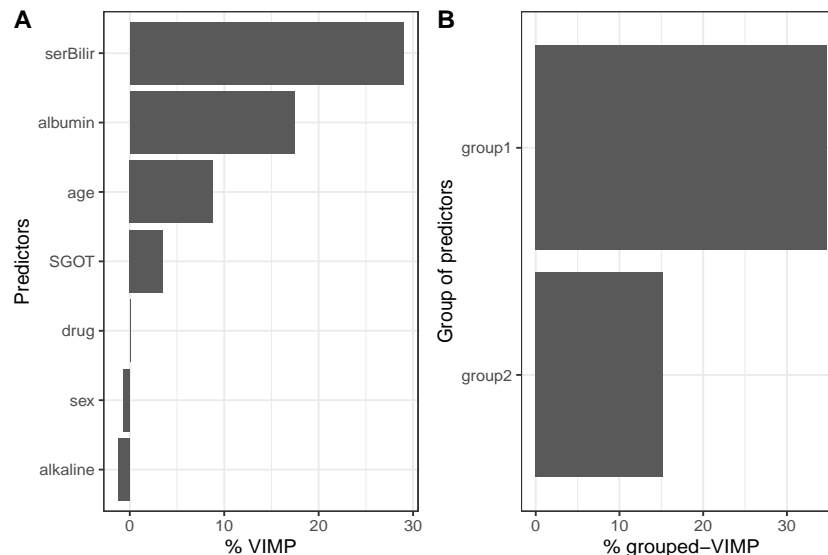 A
Predictors
serBilir
albumin
age
SGOT
drug
sex
alkaline
0 10 20 30
% VIMP
B
Group of predictors
group1
group2
0 10 20 30
% grouped−VIMP